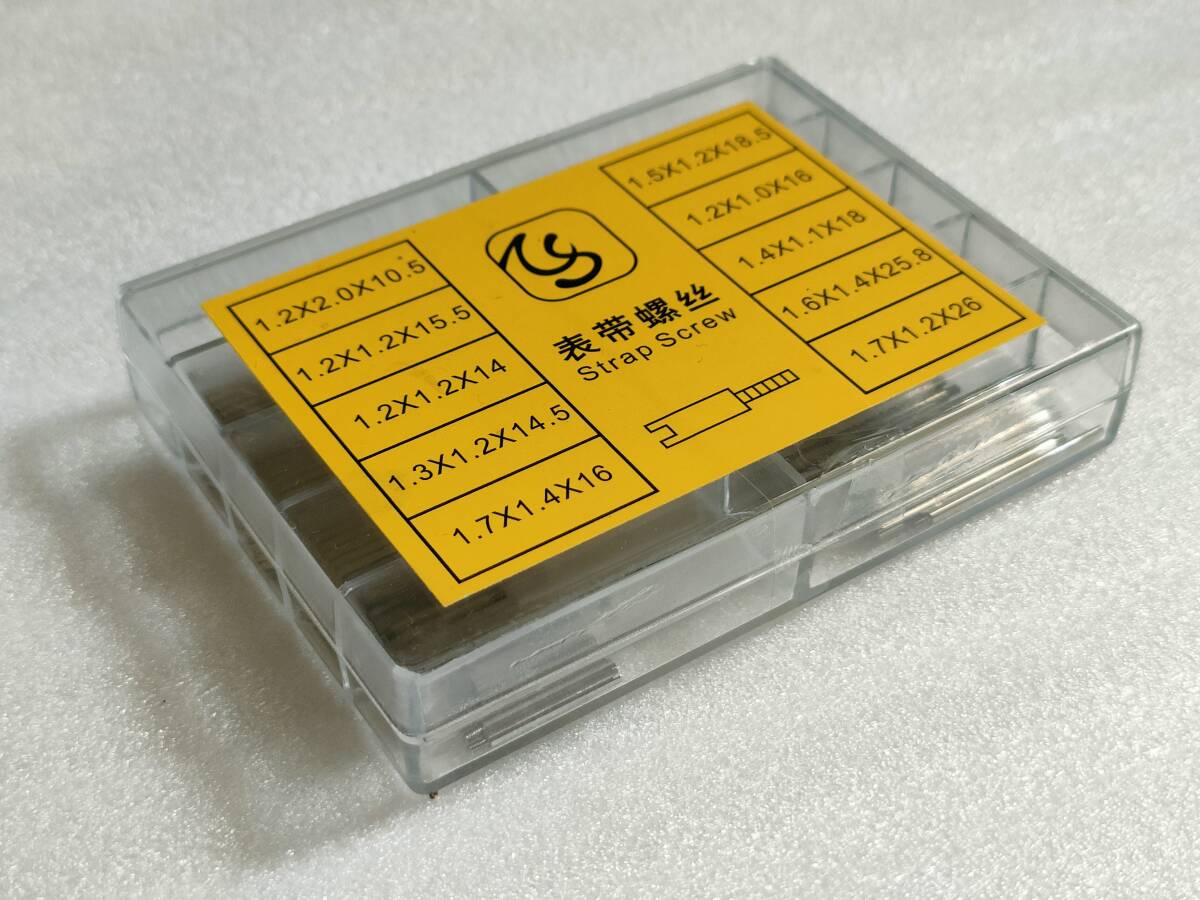 1.2X2.0X10.5
1.2X1.2X15.5
1.2X1.2X14
1.3X1.2X14.5
1.7X1.4X16
表带螺丝
Strap Screw
1.5X1.2X18.5
1.2X1.0X16
1.4X1.1X18
1.6X1.4X25.8
1.7X1.2X26